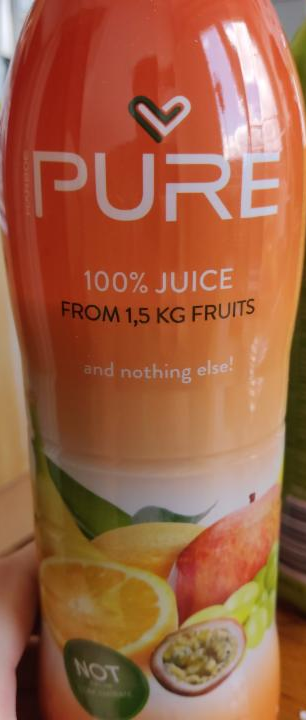 PURE
100% JUICE
FROM 1,5 KG FRUITS
and nothing else!
NOT